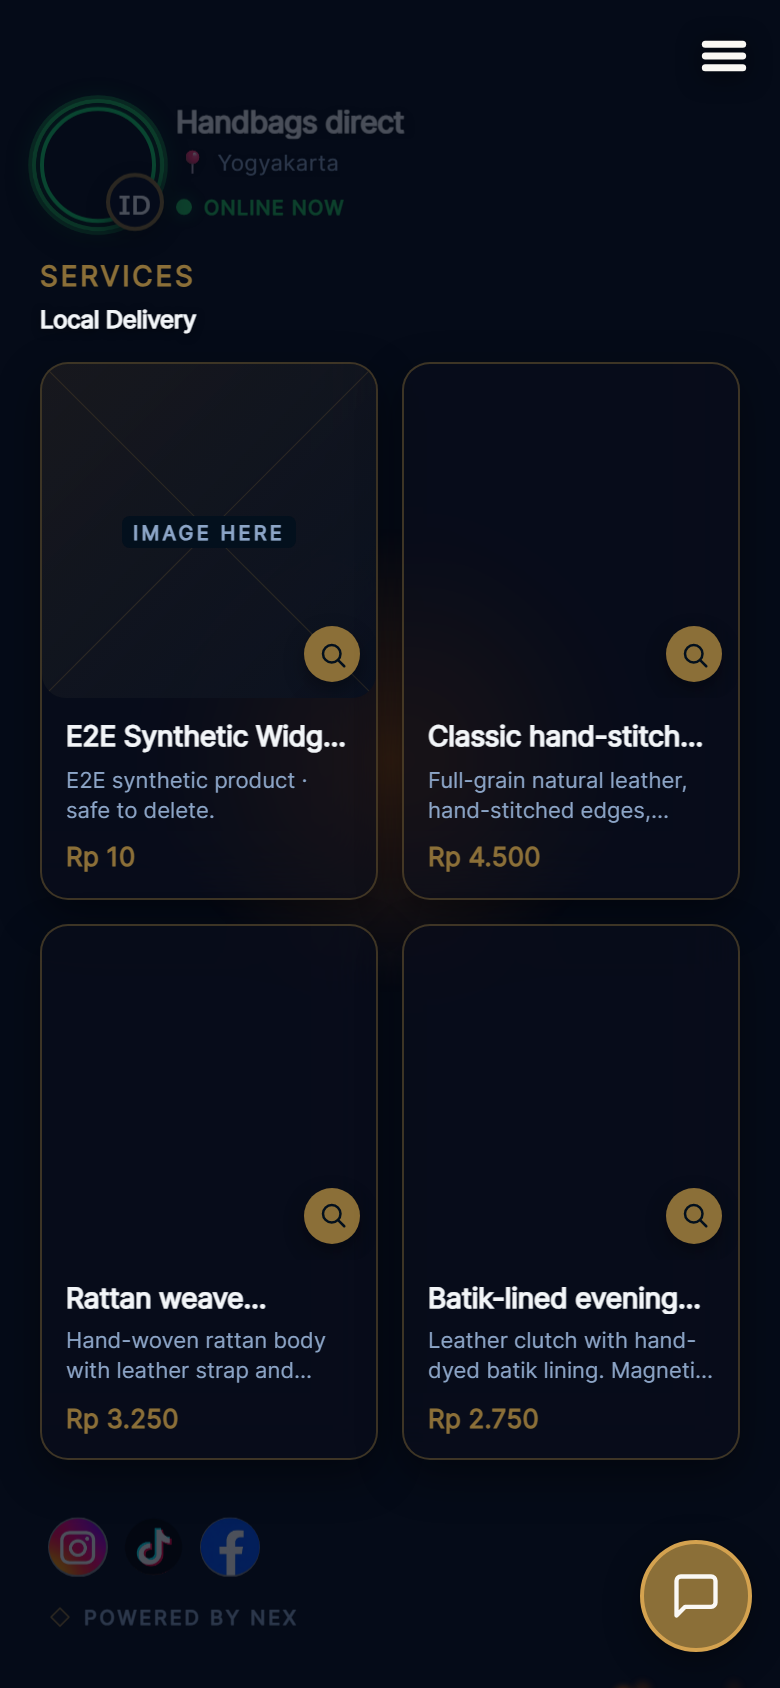 Handbags direct
Yogyakarta
ID
ONLINE NOW
SERVICES
Local Delivery
IMAGE HERE
E2E Synthetic Widg...
E2E synthetic product ·
safe to delete.
Rp 10
Classic hand-stitch...
Full-grain natural leather,
hand-stitched edges,...
Rp 4.500
Rattan weave...
Hand-woven rattan body
with leather strap and...
Rp 3.250
Batik-lined evening...
Leather clutch with hand-
dyed batik lining. Magneti...
Rp 2.750
POWERED BY NEX